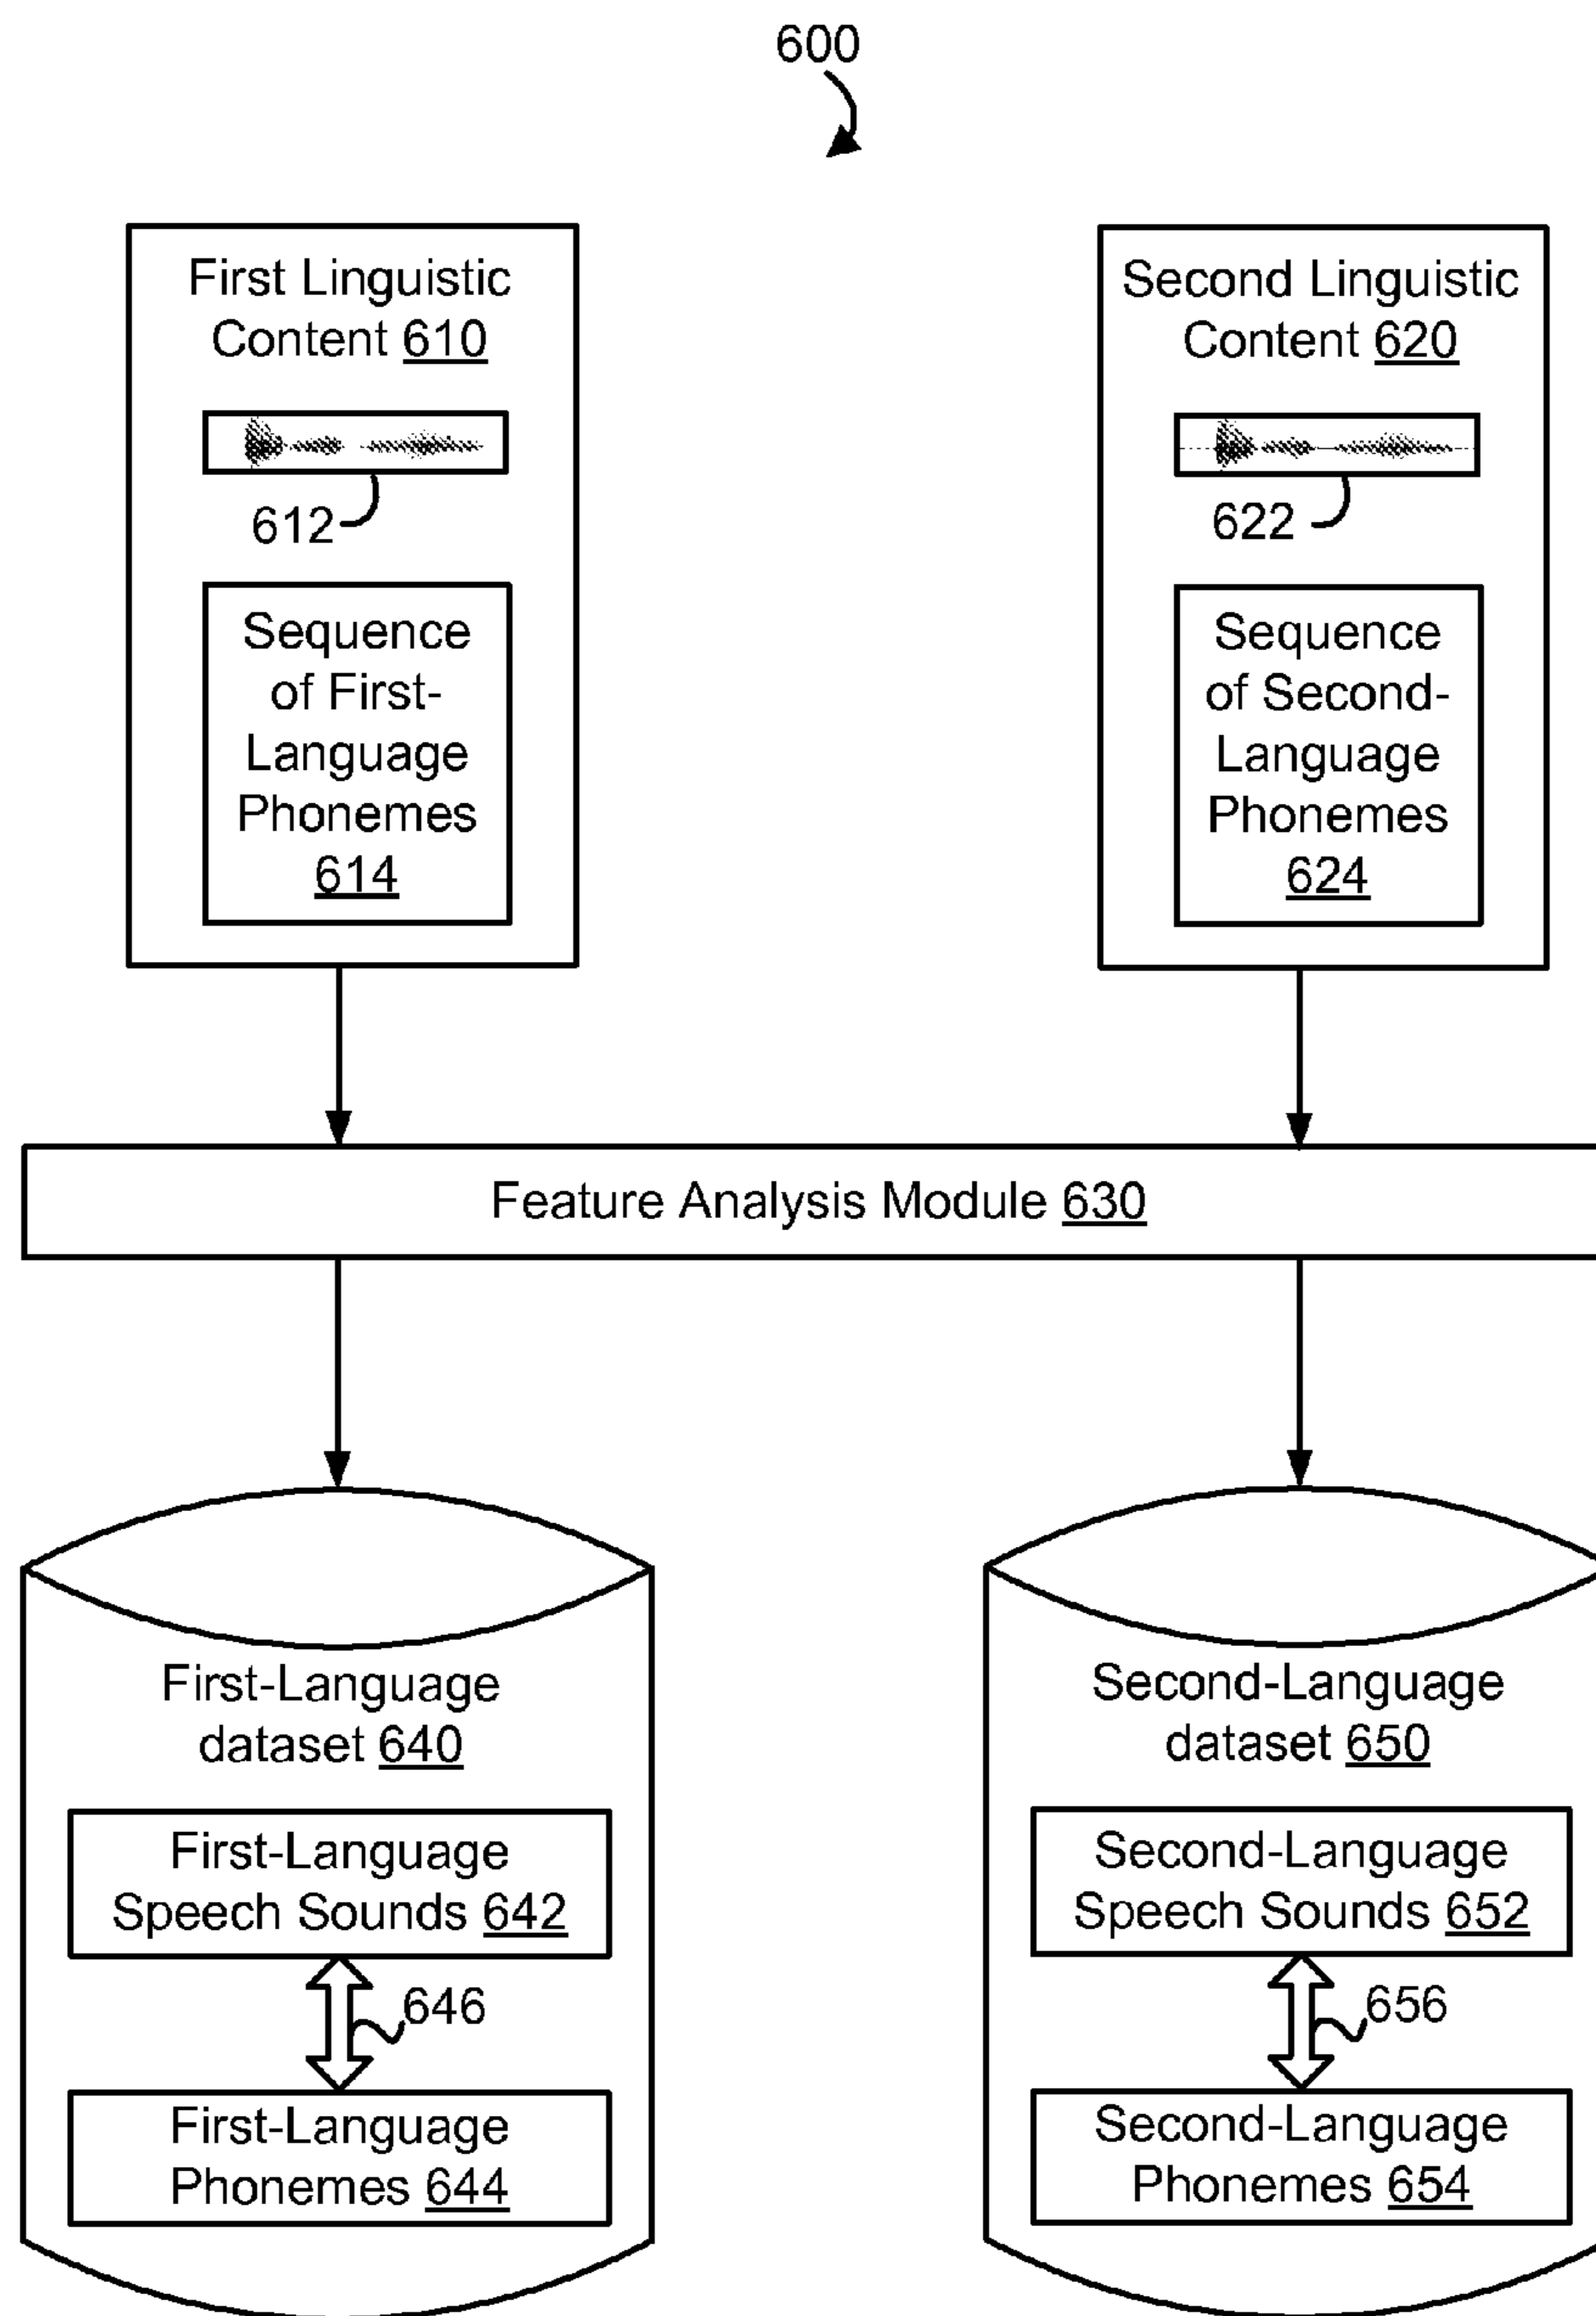 600
First Linguistic
Content 610
612
Sequence
of First-
Language
Phonemes
614
Second Linguistic
Content 620
622
Sequence
of Second-
Language
Phonemes
624
Feature Analysis Module 630
First-Language
dataset 640
First-Language
Speech Sounds 642
646
First-Language
Phonemes 644
Second-Language
dataset 650
Second-Language
Speech Sounds 652
656
Second-Language
Phonemes 654